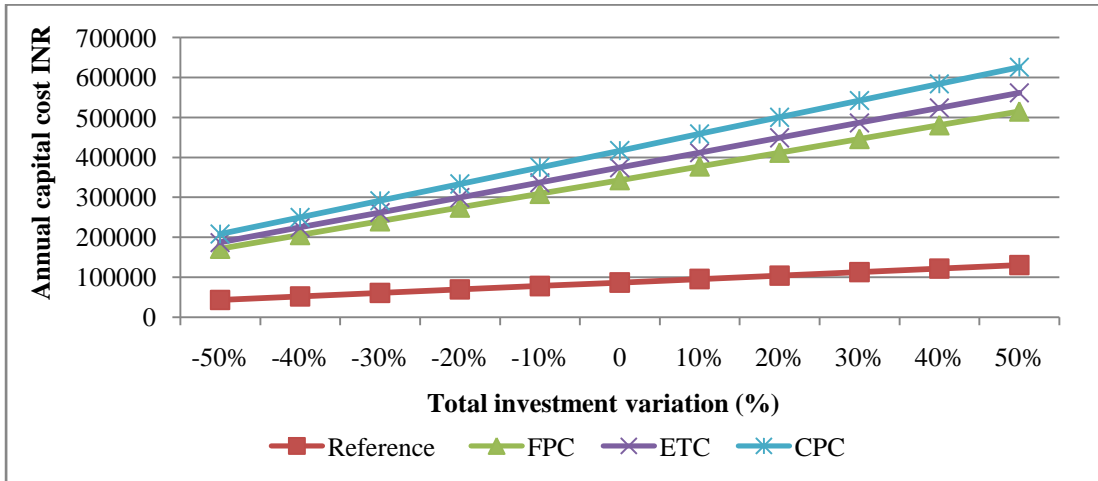 Annual capital cost INR
700000
600000
500000
400000
300000
200000
100000
0
-50% -40% -30% -20% -10% 0 10% 20% 30% 40% 50%
Total investment variation (%)
Reference FPC ETC CPC